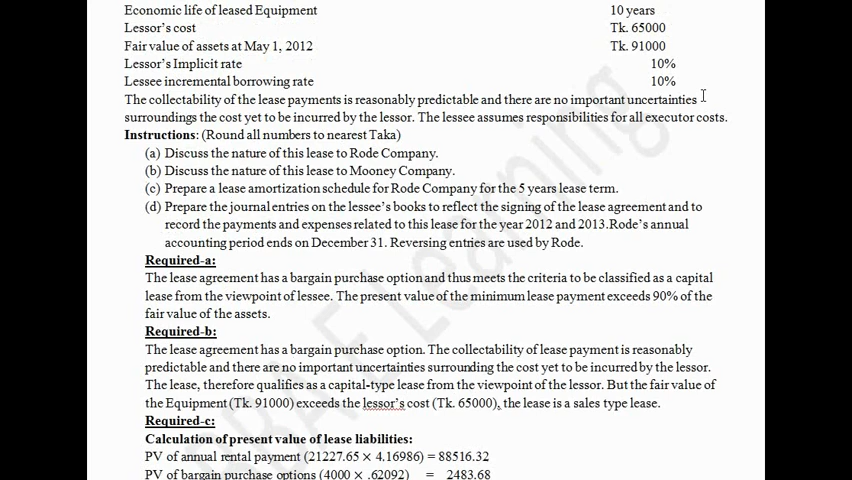 Economic life of leased Equipment 10 years
Lessor's cost Tk. 65000
Fair value of assets at May 1, 2012 Tk. 91000
Lessor's Implicit rate 10%
Lessee incremental borrowing rate 10%
The collectability of the lease payments is reasonably predictable and there are no important uncertainties
surroundings the cost yet to be incurred by the lessor. The lessee assumes responsibilities for all executor costs.
Instructions: (Round all numbers to nearest Taka)
(a) Discuss the nature of this lease to Rode Company.
(b) Discuss the nature of this lease to Mooney Company.
(c) Prepare a lease amortization schedule for Rode Company for the 5 years lease term.
(d) Prepare the journal entries on the lessee's books to reflect the signing of the lease agreement and to
record the payments and expenses related to this lease for the year 2012 and 2013.Rode's annual
accounting period ends on December 31. Reversing entries are used by Rode.
Required-a:
The lease agreement has a bargain purchase option and thus meets the criteria to be classified as a capital
lease from the viewpoint of lessee. The present value of the minimum lease payment exceeds 90% of the
fair value of the assets.
Required-b:
The lease agreement has a bargain purchase option. The collectability of lease payment is reasonably
predictable and there are no important uncertainties surrounding the cost yet to be incurred by the lessor.
The lease, therefore qualifies as a capital-type lease from the viewpoint of the lessor. But the fair value of
the Equipment (Tk. 91000) exceeds the lessor's cost (Tk. 65000), the lease is a sales type lease.
Required-c:
Calculation of present value of lease liabilities:
PV of annual rental payment (21227.65 × 4.16986) = 88516.32
PV of bargain purchase options (4000 × .62092) = 2483.68